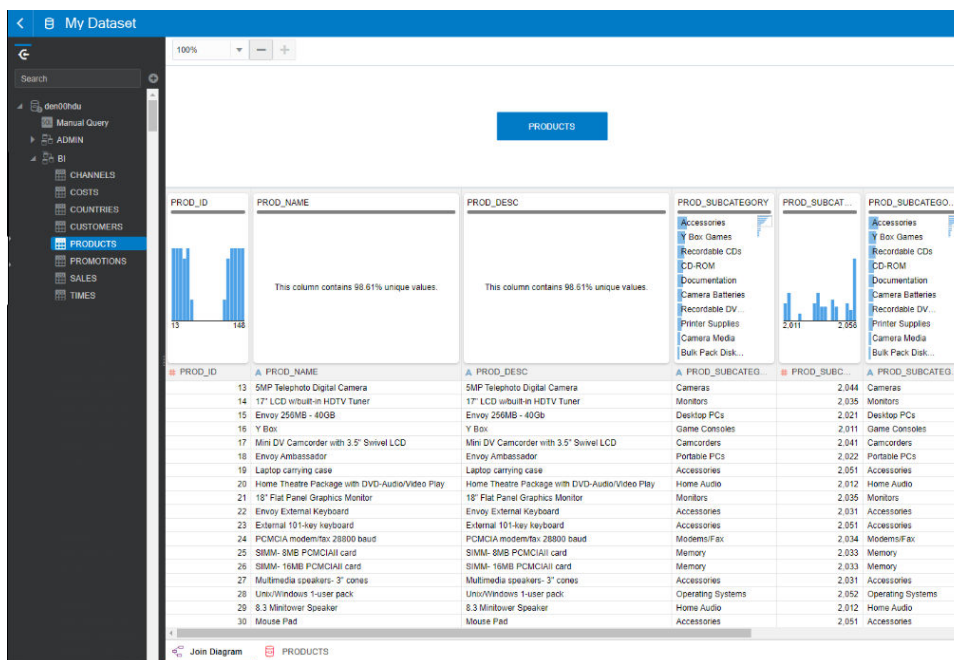 My Dataset
100%
Search
den00hdu
Manual Query
ADMIN
BI
CHANNELS
COSTS
COUNTRIES
CUSTOMERS
PRODUCTS
PROMOTIONS
SALES
TIMES
PRODUCTS
PROD_ID PROD_NAME PROD_DESC PROD_SUBCATEGORY PROD_SUBCAT... PROD_SUBCATEGO...
13 148
This column contains 98.61% unique values.
This column contains 98.61% unique values.
Accessories
Y Box Games
Recordable CDs
CD-ROM
Documentation
Camera Batteries
Recordable DV...
Printer Supplies
Camera Media
Bulk Pack Disk...
2,011 2,056
Accessories
Y Box Games
Recordable CDs
CD-ROM
Documentation
Camera Batteries
Recordable DV...
Printer Supplies
Camera Media
Bulk Pack Disk...
# PROD_ID A PROD_NAME A PROD_DESC A PROD_SUBCATEG... # PROD_SUBC... A PROD_SUBCATEG...
13 5MP Telephoto Digital Camera 5MP Telephoto Digital Camera Cameras 2,044 Cameras
14 17" LCD w/built-in HDTV Tuner 17" LCD w/built-in HDTV Tuner Monitors 2,035 Monitors
15 Envoy 256MB - 40GB Envoy 256MB - 40Gb Desktop PCs 2,021 Desktop PCs
16 Y Box Y Box Game Consoles 2,011 Game Consoles
17 Mini DV Camcorder with 3.5" Swivel LCD Mini DV Camcorder with 3.5" Swivel LCD Camcorders 2,041 Camcorders
18 Envoy Ambassador Envoy Ambassador Portable PCs 2,022 Portable PCs
19 Laptop carrying case Laptop carrying case Accessories 2,051 Accessories
20 Home Theatre Package with DVD-Audio/Video Play Home Theatre Package with DVD-Audio/Video Play Home Audio 2,012 Home Audio
21 18" Flat Panel Graphics Monitor 18" Flat Panel Graphics Monitor Monitors 2,035 Monitors
22 Envoy External Keyboard Envoy External Keyboard Accessories 2,031 Accessories
23 External 101-key keyboard External 101-key keyboard Accessories 2,051 Accessories
24 PCMCIA modem/fax 28800 baud PCMCIA modem/fax 28800 baud Modems/Fax 2,034 Modems/Fax
25 SIMM- 8MB PCMCIAII card SIMM- 8MB PCMCIAII card Memory 2,033 Memory
26 SIMM- 16MB PCMCIAII card SIMM- 16MB PCMCIAII card Memory 2,033 Memory
27 Multimedia speakers- 3" cones Multimedia speakers- 3" cones Accessories 2,031 Accessories
28 Unix/Windows 1-user pack Unix/Windows 1-user pack Operating Systems 2,052 Operating Systems
29 8.3 Minitower Speaker 8.3 Minitower Speaker Home Audio 2,012 Home Audio
30 Mouse Pad Mouse Pad Accessories 2,051 Accessories
Join Diagram PRODUCTS